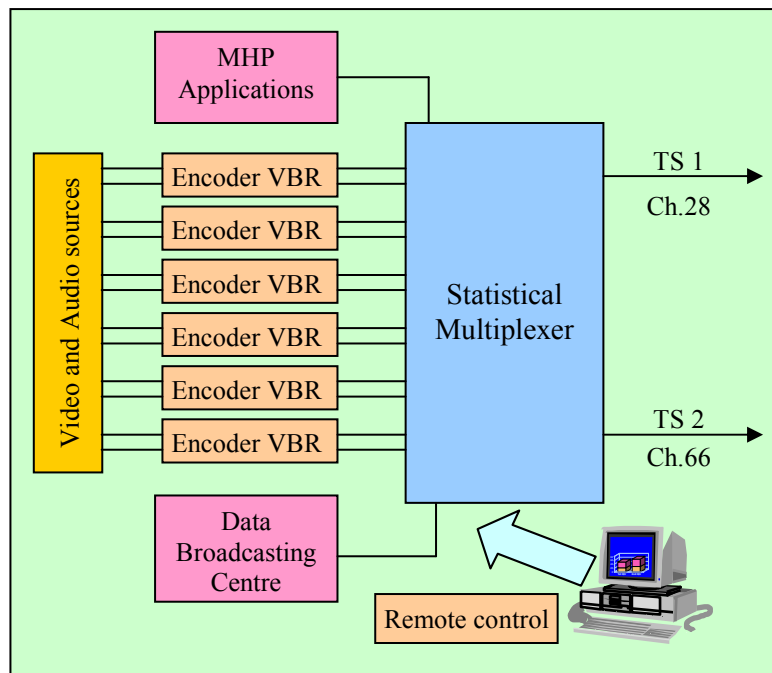 MHP
Applications
Video and Audio sources
Encoder VBR
Encoder VBR
Encoder VBR
Encoder VBR
Encoder VBR
Encoder VBR
Statistical
Multiplexer
TS 1
Ch.28
TS 2
Ch.66
Data
Broadcasting
Centre
Remote control